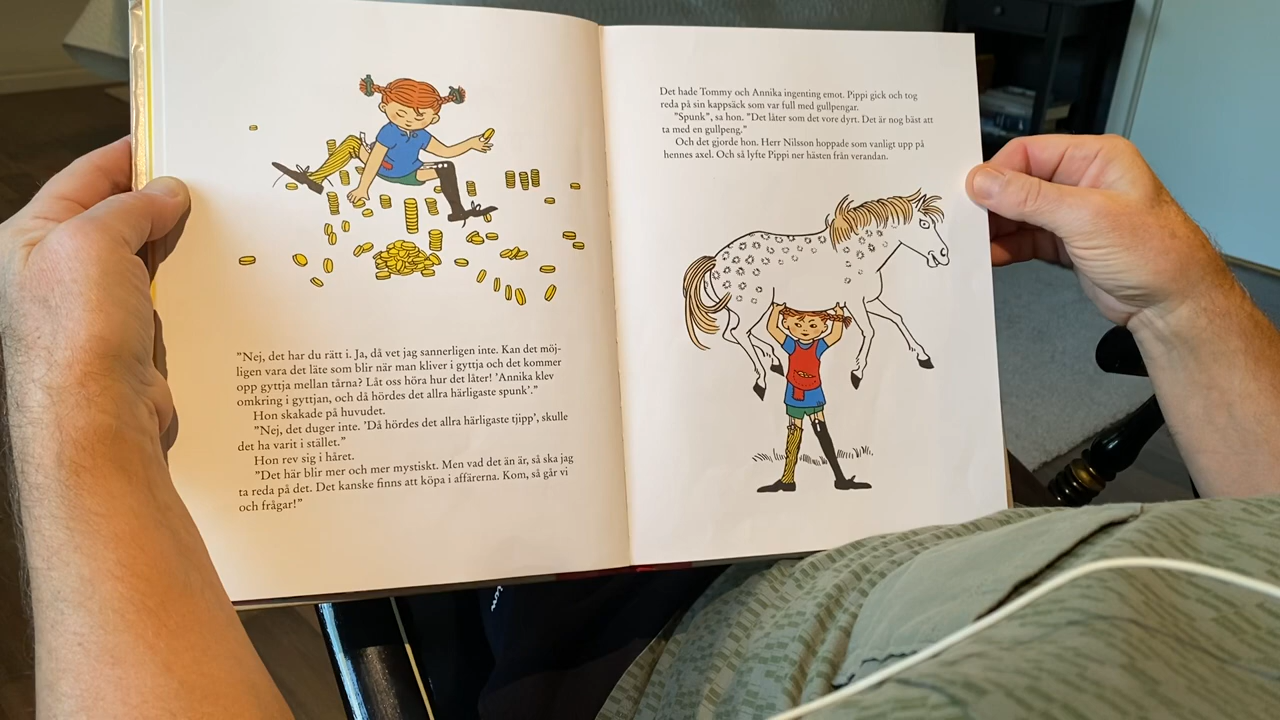 "Nej, det har du rätt i. Ja, då vet jag sannerligen inte. Kan det möj-
ligen vara det läte som blir när man kliver i gyttja och det kommer
opp gyttja mellan tårna? Låt oss höra hur det låter! 'Annika klev
omkring i gyttjan, och då hördes det allra härligaste spunk'."
Hon skakade på huvudet.
"Nej, det duger inte. 'Då hördes det allra härligaste tjipp', skulle
det ha varit i stället."
Hon rev sig i håret.
"Det här blir mer och mer mystiskt. Men vad det än är, så ska jag
ta reda på det. Det kanske finns att köpa i affärerna. Kom, så går vi
och frågar!"
Det hade Tommy och Annika ingenting emot. Pippi gick och tog
reda på sin kappsäck som var full med gullpengar.
"Spunk", sa hon. "Det låter som det vore dyrt. Det är nog bäst att
ta med en gullpeng."
Och det gjorde hon. Herr Nilsson hoppade som vanligt upp på
hennes axel. Och så lyfte Pippi ner hästen från verandan.